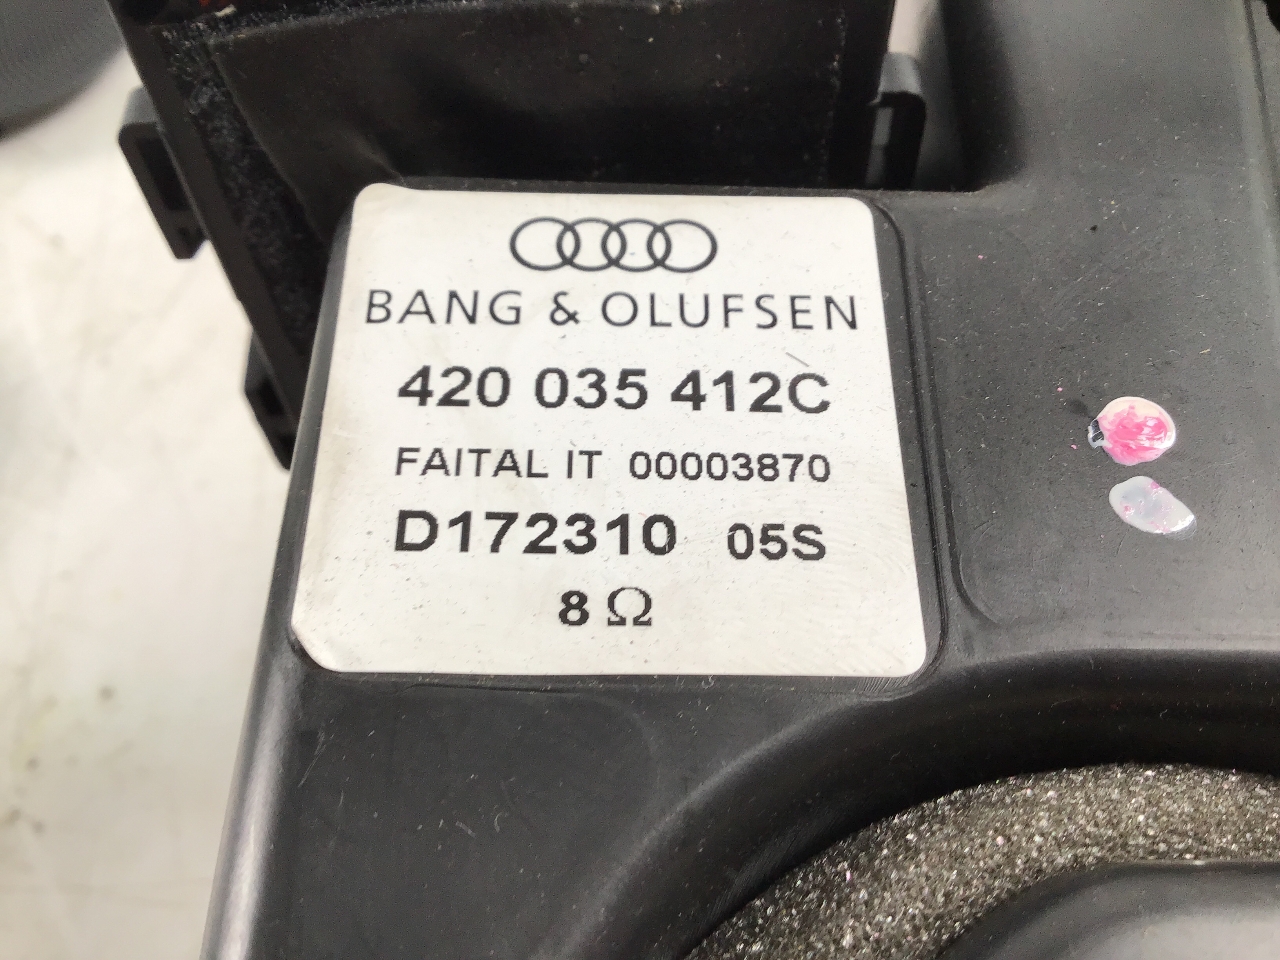 BANG & OLUFSEN
420 035 412C
FAITAL IT 00003870
D172310 05S
8 Ω